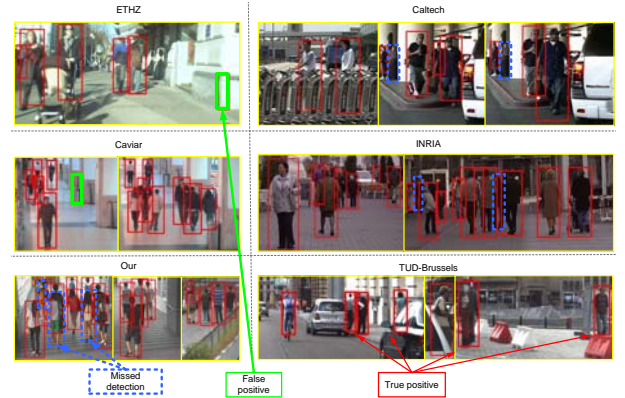 ETHZ
Caltech
Caviar
INRIA
Our
TUD-Brussels
Missed
detection
False
positive
True positive